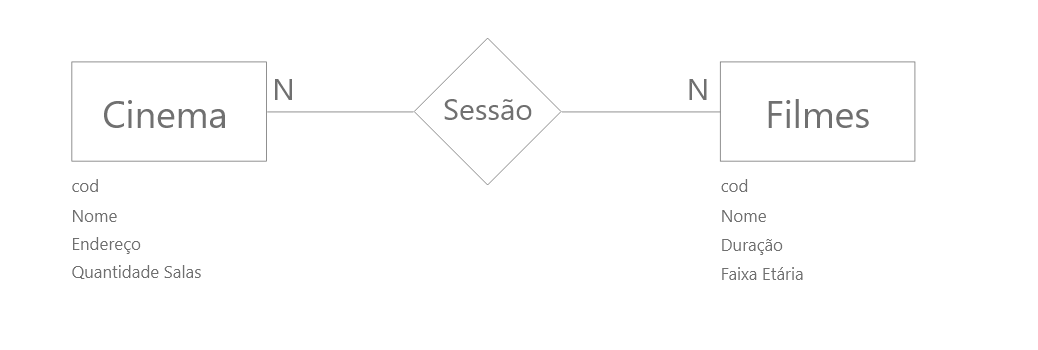 Cinema
N
Sessão
N
Filmes
cod
Nome
Endereço
Quantidade Salas
cod
Nome
Duração
Faixa Etária